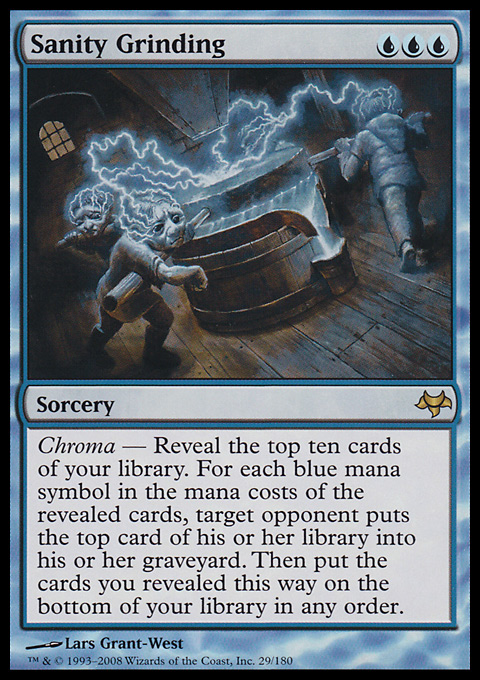 Sanity Grinding
Sorcery
Chroma — Reveal the top ten cards
of your library. For each blue mana
symbol in the mana costs of the
revealed cards, target opponent puts
the top card of his or her library into
his or her graveyard. Then put the
cards you revealed this way on the
bottom of your library in any order.
Lars Grant-West
™ & © 1993–2008 Wizards of the Coast, Inc. 29/180